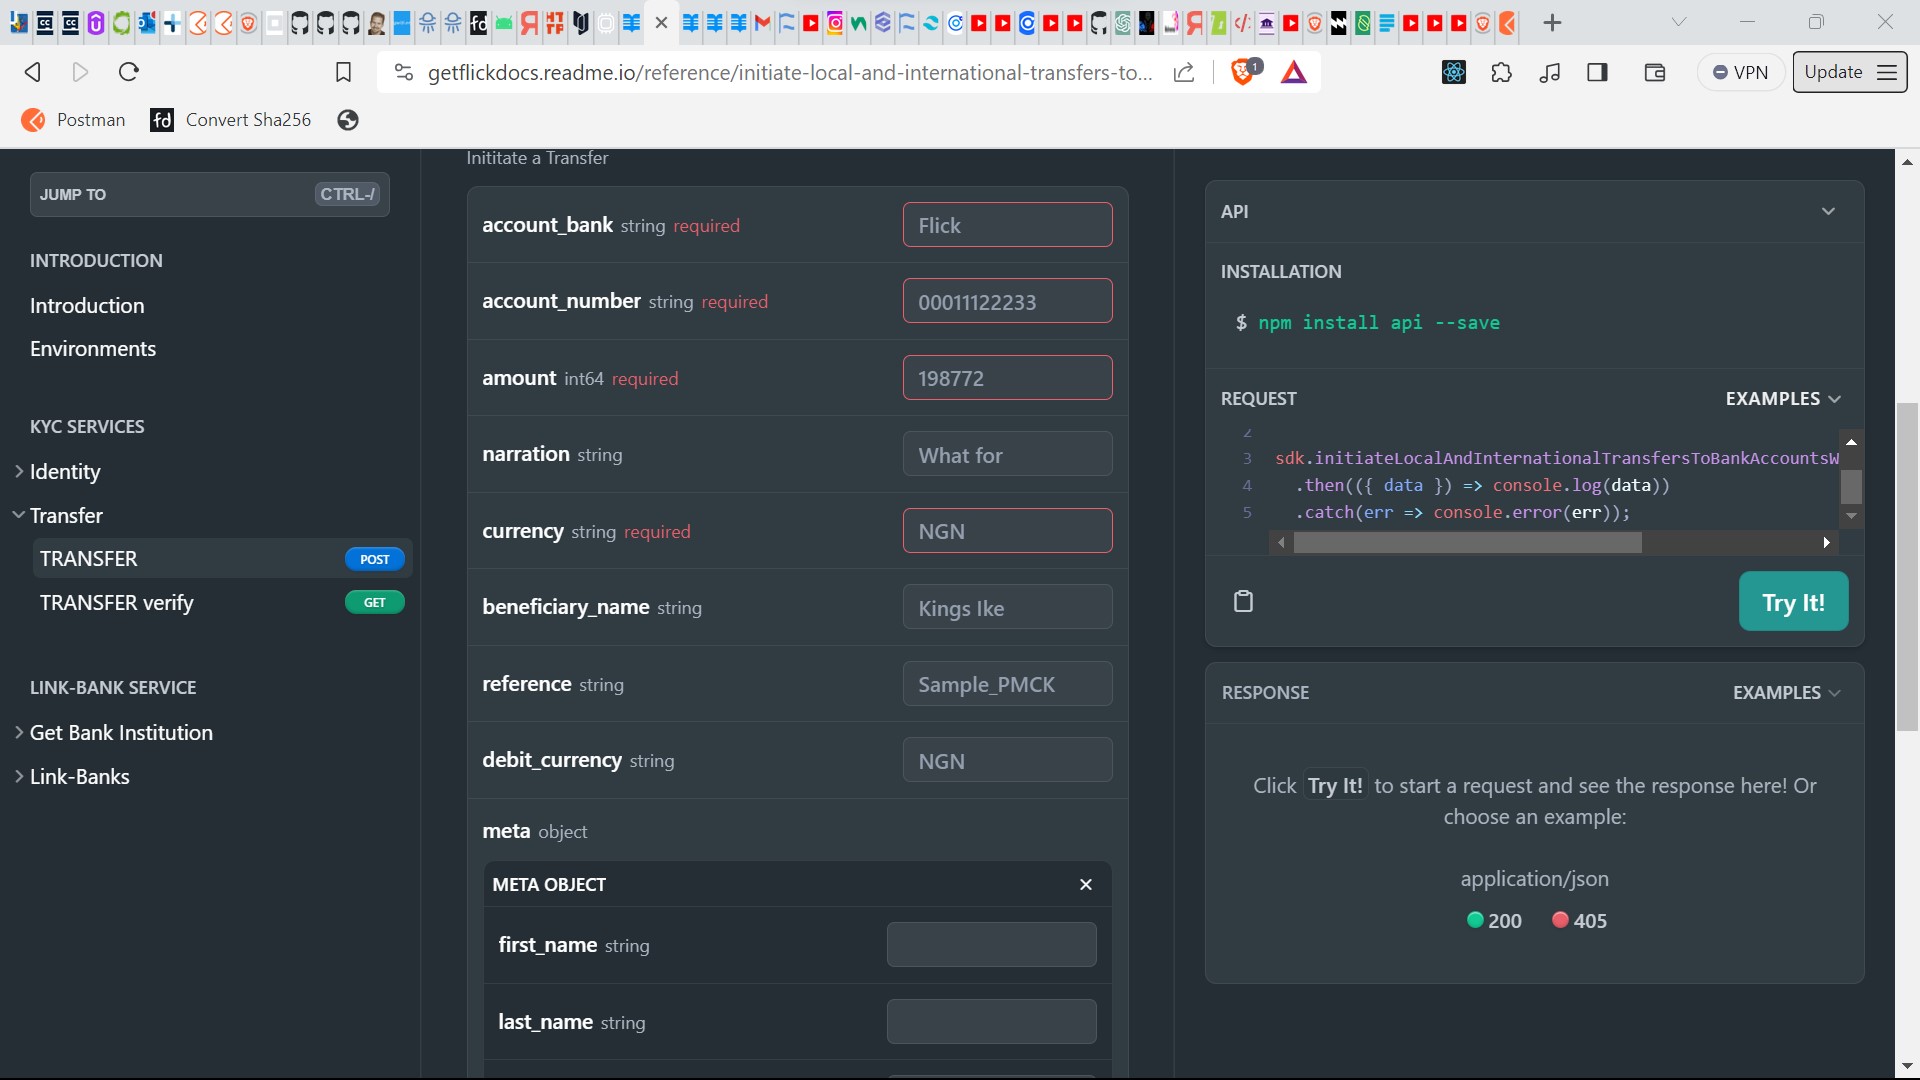 getflickdocs.readme.io/reference/initiate-local-and-international-transfers-to...
1
VPN
Update
Postman
fd
Convert Sha256
JUMP TO
CTRL-/
INTRODUCTION
Introduction
Environments
KYC SERVICES
Identity
Transfer
TRANSFER POST
TRANSFER verify GET
LINK-BANK SERVICE
Get Bank Institution
Link-Banks
Inititate a Transfer
account_bank string required Flick
account_number string required 00011122233
amount int64 required 198772
narration string What for
currency string required NGN
beneficiary_name string Kings Ike
reference string Sample_PMCK
debit_currency string NGN
meta object
META OBJECT
first_name string
last_name string
API
INSTALLATION
$ npm install api --save
REQUEST EXAMPLES
2
3 sdk.initiateLocalAndInternationalTransfersToBankAccountsW
4 .then(({ data }) => console.log(data))
5 .catch(err => console.error(err));
Try It!
RESPONSE EXAMPLES
Click Try It! to start a request and see the response here! Or
choose an example:
application/json
200 405